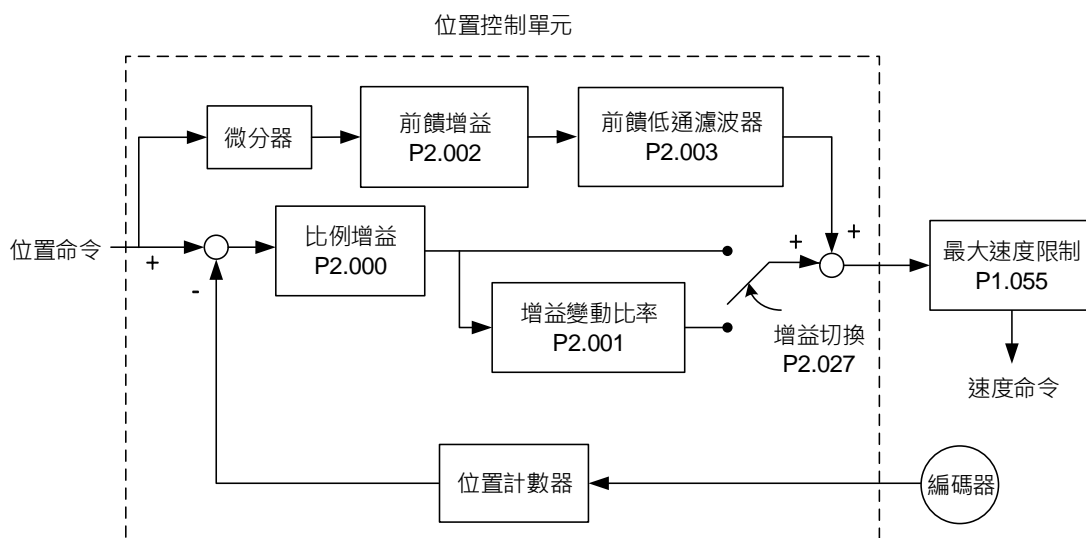 位置控制單元
微分器
前饋增益
P2.002
前饋低通濾波器
P2.003
位置命令
+
-
比例增益
P2.000
增益變動比率
P2.001
+
+
增益切換
P2.027
最大速度限制
P1.055
速度命令
位置計數器
編碼器